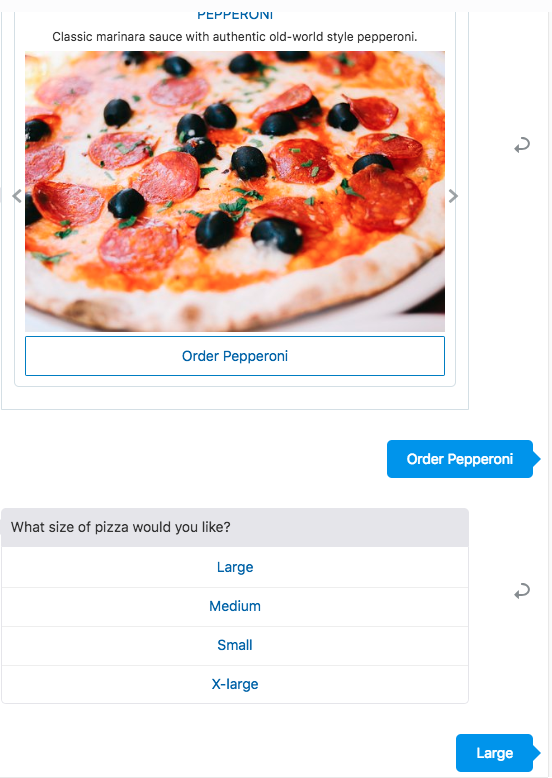 PEPPERONI
Classic marinara sauce with authentic old-world style pepperoni.
Order Pepperoni
Order Pepperoni
What size of pizza would you like?
Large
Medium
Small
X-large
Large